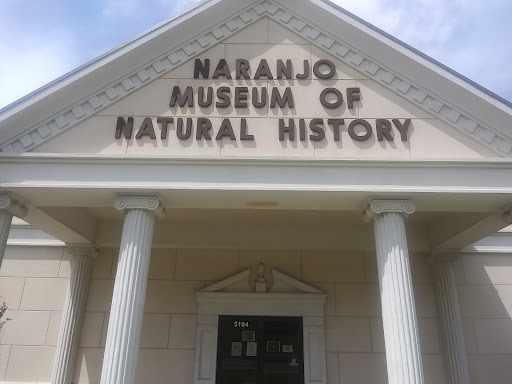 NARANJO
MUSEUM OF
NATURAL HISTORY
5104